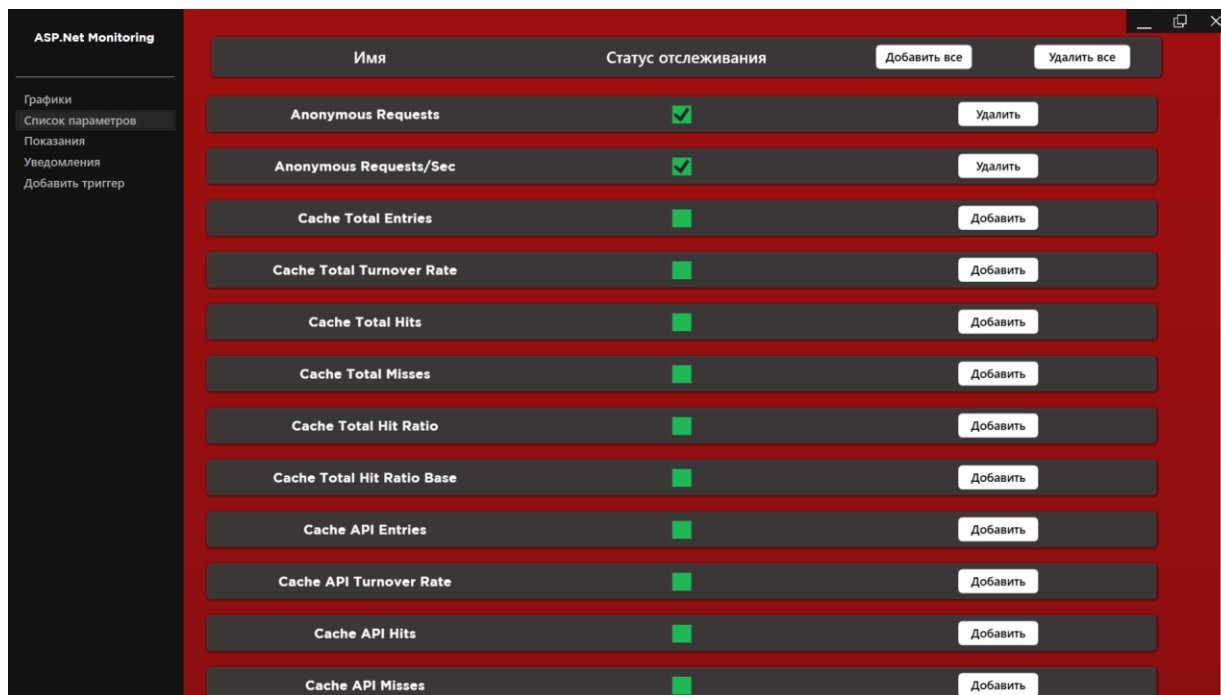 ASP.Net Monitoring
Графики
Список параметров
Показания
Уведомления
Добавить триггер
Имя Статус отслеживания Добавить все Удалить все
Anonymous Requests Удалить
Anonymous Requests/Sec Удалить
Cache Total Entries Добавить
Cache Total Turnover Rate Добавить
Cache Total Hits Добавить
Cache Total Misses Добавить
Cache Total Hit Ratio Добавить
Cache Total Hit Ratio Base Добавить
Cache API Entries Добавить
Cache API Turnover Rate Добавить
Cache API Hits Добавить
Cache API Misses Добавить